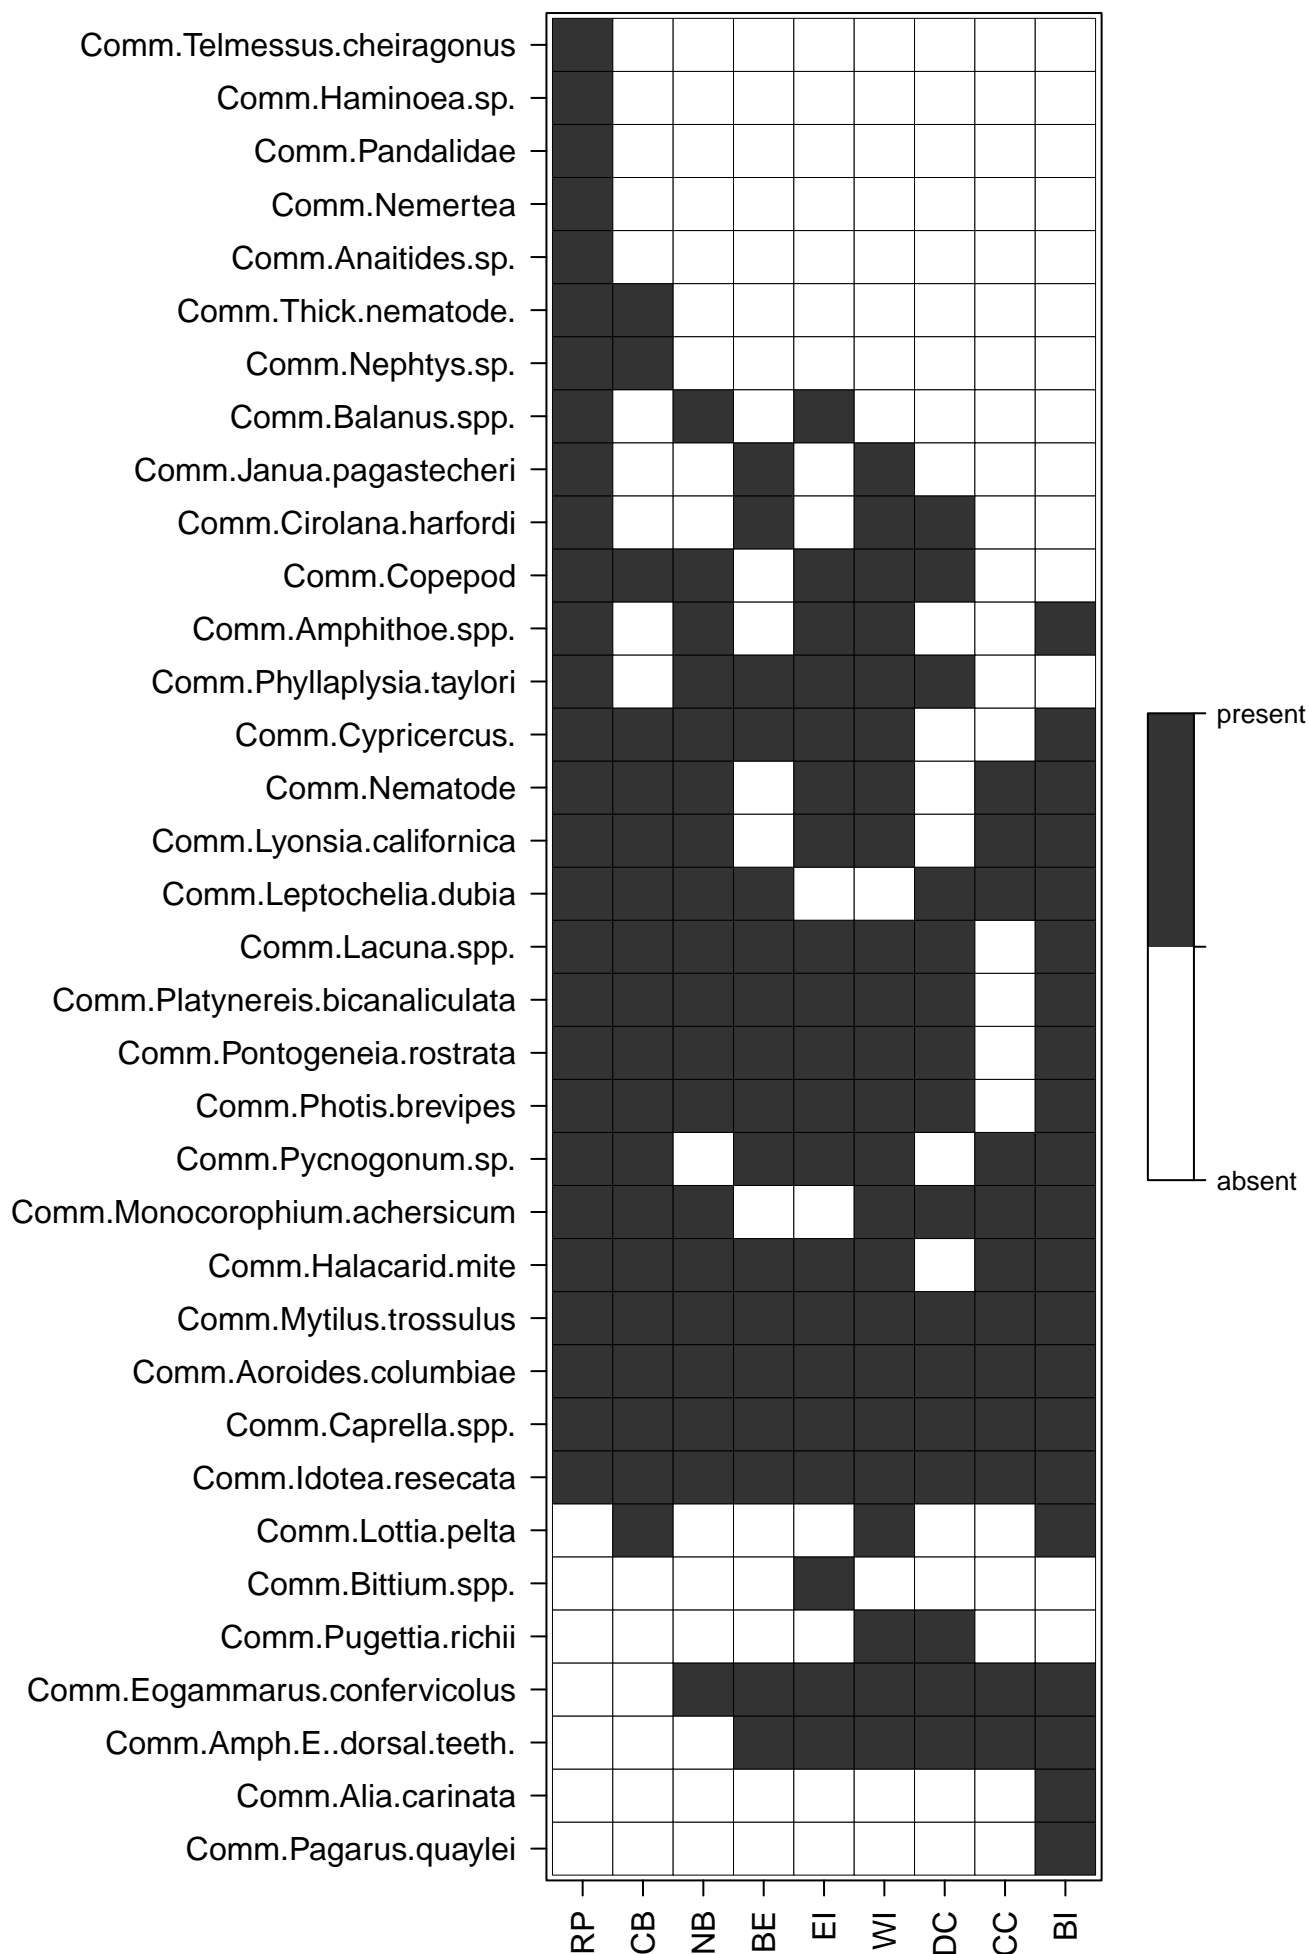 Comm.Telmessus.cheiragonus
Comm.Haminoea.sp.
Comm.Pandalidae
Comm.Nemertea
Comm.Anaitides.sp.
Comm.Thick.nematode.
Comm.Nephtys.sp.
Comm.Balanus.spp.
Comm.Janua.pagastecheri
Comm.Cirolana.harfordi
Comm.Copepod
Comm.Amphithoe.spp.
Comm.Phyllaplysia.taylori
Comm.Cypricercus.
Comm.Nematode
Comm.Lyonsia.californica
Comm.Leptochelia.dubia
Comm.Lacuna.spp.
Comm.Platynereis.bicanaliculata
Comm.Pontogeneia.rostrata
Comm.Photis.brevipes
Comm.Pycnogonum.sp.
Comm.Monocorophium.achersicum
Comm.Halacarid.mite
Comm.Mytilus.trossulus
Comm.Aoroides.columbiae
Comm.Caprella.spp.
Comm.Idotea.resecata
Comm.Lottia.pelta
Comm.Bittium.spp.
Comm.Pugettia.richii
Comm.Eogammarus.confervicolus
Comm.Amph.E..dorsal.teeth.
Comm.Alia.carinata
Comm.Pagarus.quaylei
RP
CB
NB
BE
EI
WI
DC
CC
BI
present
absent